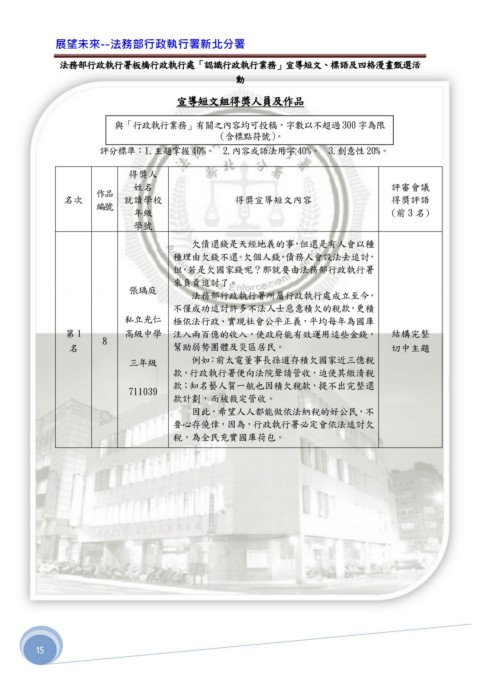 展望未來--法務部行政執行署新北分署
法務部行政執行署板橋行政執行處「認識行政執行業務」宣導短文、標語及四格漫畫甄選活
動
宣導短文組得獎人員及作品
與「行政執行業務」有關之內容均可投稿，字數以不超過 300 字為限
（含標點符號）。
評分標準：1.主題掌握 40%。 2.內容或語法用字 40%。 3.創意性 20%。
名次
作品
編號
得獎人
姓名
就讀學校
年級
學號
得獎宣導短文內容
評審會議
得獎評語
（前 3 名）
第 1
名
8
張瑀庭
私立光仁
高級中學
三年級
711039
欠債還錢是天經地義的事，但還是有人會以種
種理由欠錢不還。欠個人錢，債務人會設法去追討，
但，若是欠國家錢呢？那就要由法務部行政執行署
來負責追討了。
法務部行政執行署所屬行政執行處成立至今，
不僅成功追討許多不法人士惡意積欠的稅款，更積
極依法行政、實現社會公平正義，平均每年為國庫
注入兩百億的收入，使政府能有效運用這些金錢，
幫助弱勢團體及災區居民。
例如：前太電董事長孫道存積欠國家近三億稅
款，行政執行署便向法院聲請管收，迫使其繳清稅
款；知名藝人賀一航也因積欠稅款，提不出完整還
款計劃，而被裁定管收。
因此，希望人人都能做依法納稅的好公民，不
要心存僥倖，因為，行政執行署必定會依法追討欠
稅，為全民充實國庫荷包。
結構完整
切中主題
15